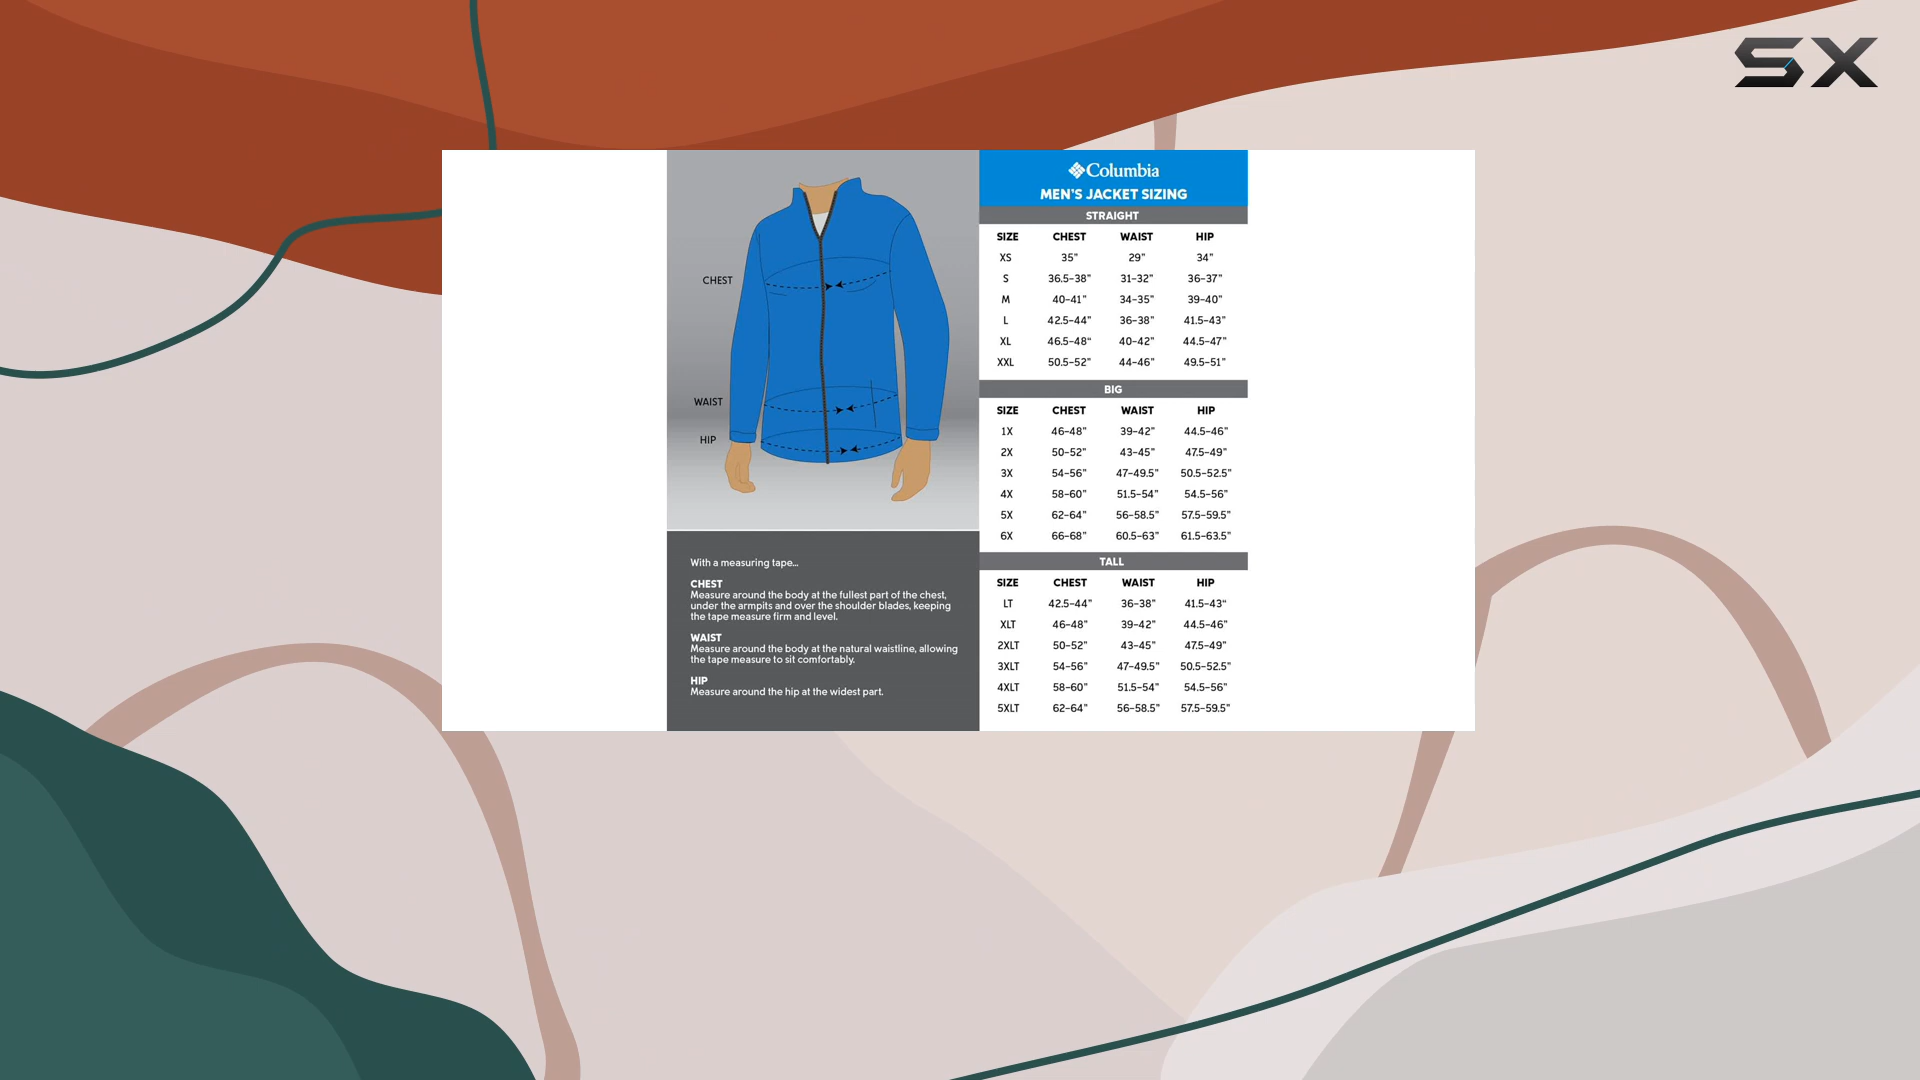 SX
Columbia
MEN'S JACKET SIZING
STRAIGHT
SIZE CHEST WAIST HIP
XS 35" 29" 34"
S 36.5–38" 31–32" 36–37"
M 40–41" 34–35" 39–40"
L 42.5–44" 36–38" 41.5–43"
XL 46.5–48" 40–42" 44.5–47"
XXL 50.5–52" 44–46" 49.5–51"
BIG
SIZE CHEST WAIST HIP
1X 46–48" 39–42" 44.5–46"
2X 50–52" 43–45" 47.5–49"
3X 54–56" 47–49.5" 50.5–52.5"
4X 58–60" 51.5–54" 54.5–56"
5X 62–64" 56–58.5" 57.5–59.5"
6X 66–68" 60.5–63" 61.5–63.5"
TALL
SIZE CHEST WAIST HIP
LT 42.5–44" 36–38" 41.5–43"
XLT 46–48" 39–42" 44.5–46"
2XLT 50–52" 43–45" 47.5–49"
3XLT 54–56" 47–49.5" 50.5–52.5"
4XLT 58–60" 51.5–54" 54.5–56"
5XLT 62–64" 56–58.5" 57.5–59.5"
CHEST
WAIST
HIP
With a measuring tape...
CHEST
Measure around the body at the fullest part of the chest,
under the armpits and over the shoulder blades, keeping
the tape measure firm and level.
WAIST
Measure around the body at the natural waistline, allowing
the tape measure to sit comfortably.
HIP
Measure around the hip at the widest part.